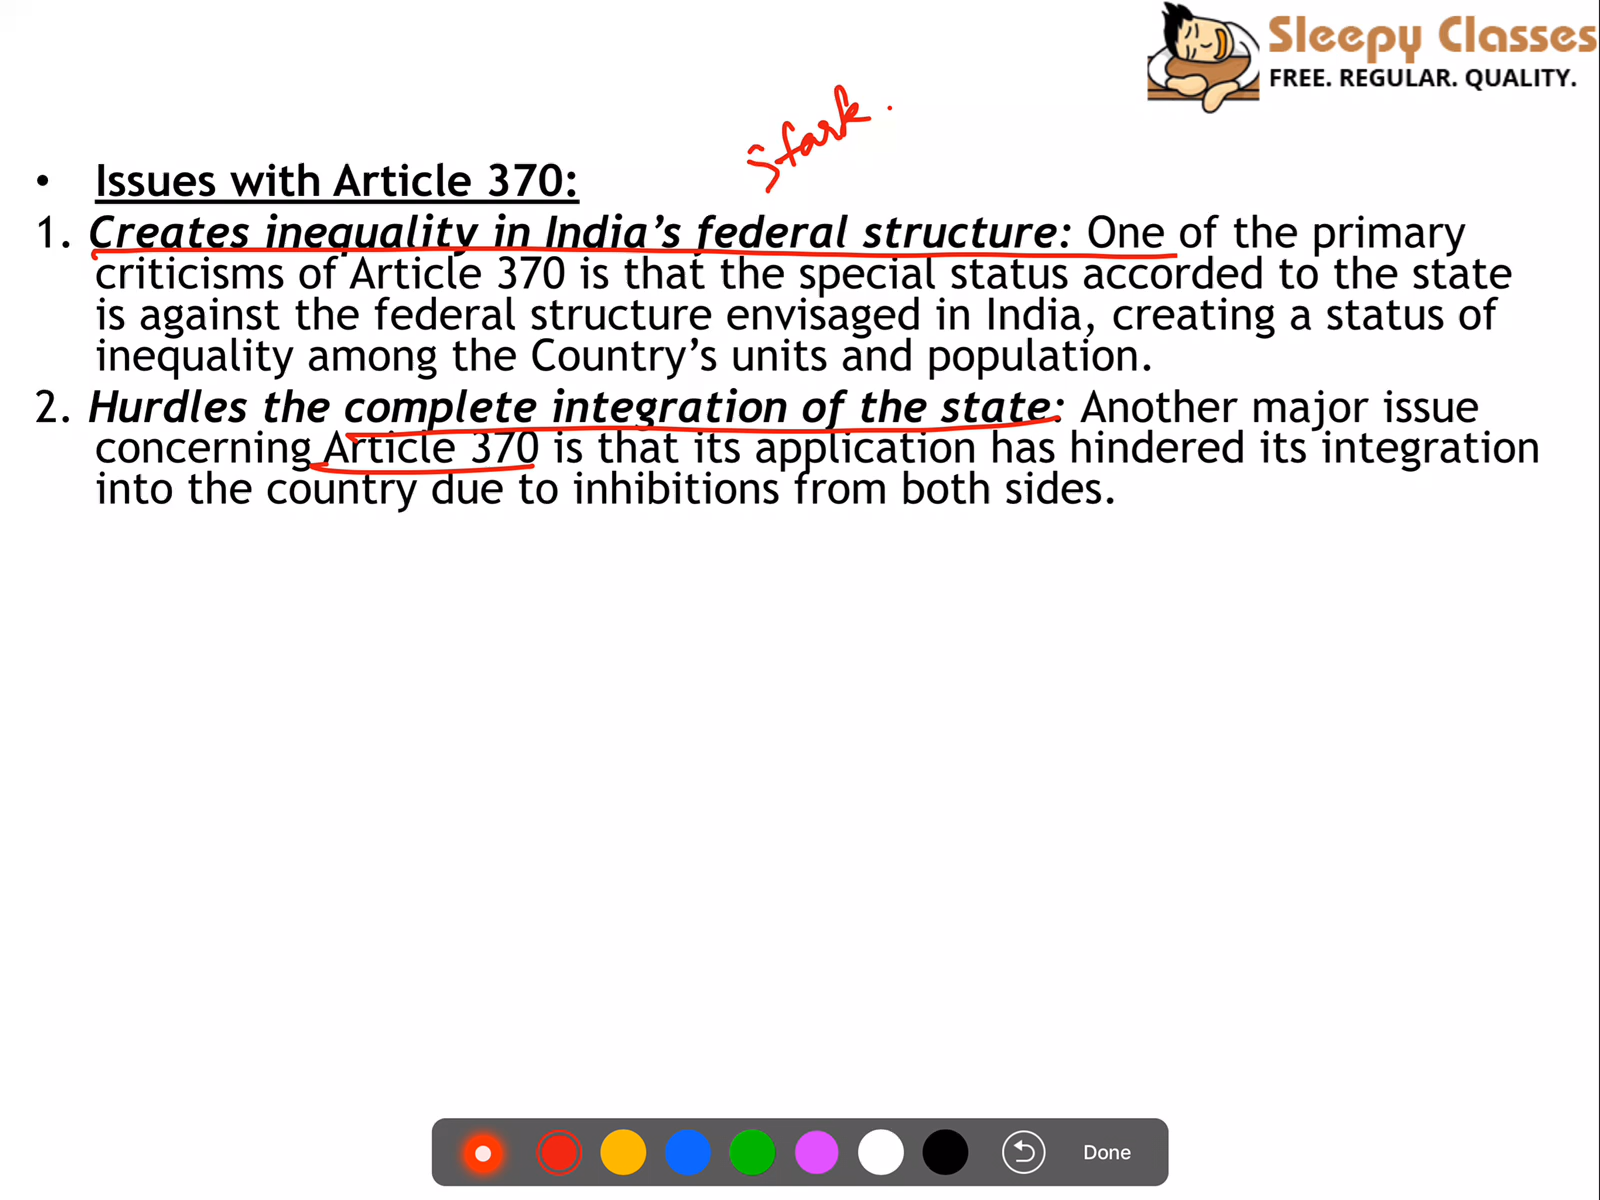 Sleepy Classes
FREE. REGULAR. QUALITY.
Stark.
• Issues with Article 370:
1. Creates inequality in India's federal structure: One of the primary
criticisms of Article 370 is that the special status accorded to the state
is against the federal structure envisaged in India, creating a status of
inequality among the Country's units and population.
2. Hurdles the complete integration of the state: Another major issue
concerning Article 370 is that its application has hindered its integration
into the country due to inhibitions from both sides.
Done